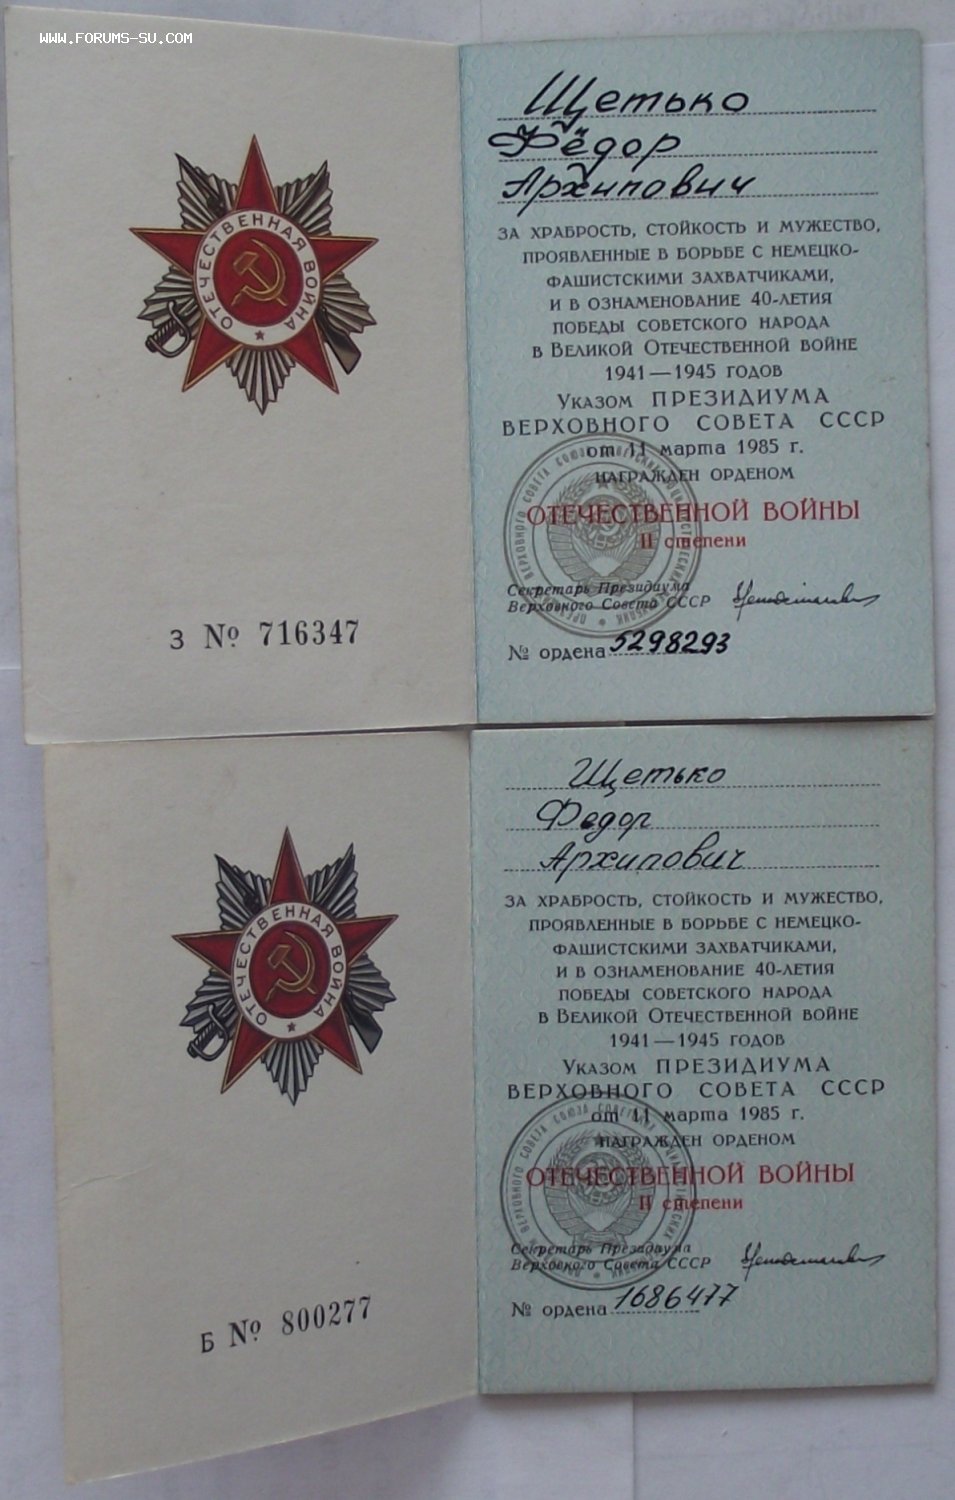 WWW.FORUMS-SU.COM
ОТЕЧЕСТВЕННАЯ ВОЙНА
З № 716347
Щетько
Фёдор
Архипович
ЗА ХРАБРОСТЬ, СТОЙКОСТЬ И МУЖЕСТВО,
ПРОЯВЛЕННЫЕ В БОРЬБЕ С НЕМЕЦКО-
ФАШИСТСКИМИ ЗАХВАТЧИКАМИ,
И В ОЗНАМЕНОВАНИЕ 40-ЛЕТИЯ
ПОБЕДЫ СОВЕТСКОГО НАРОДА
В ВЕЛИКОЙ ОТЕЧЕСТВЕННОЙ ВОЙНЕ
1941—1945 ГОДОВ
УКАЗОМ ПРЕЗИДИУМА
ВЕРХОВНОГО СОВЕТА СССР
от 11 марта 1985 г.
НАГРАЖДЕН ОРДЕНОМ
ОТЕЧЕСТВЕННОЙ ВОЙНЫ
II степени
Секретарь Президиума
Верховного Совета СССР
№ ордена 5298293
ОТЕЧЕСТВЕННАЯ ВОЙНА
Б № 800277
Щетько
Федор
Архипович
ЗА ХРАБРОСТЬ, СТОЙКОСТЬ И МУЖЕСТВО,
ПРОЯВЛЕННЫЕ В БОРЬБЕ С НЕМЕЦКО-
ФАШИСТСКИМИ ЗАХВАТЧИКАМИ,
И В ОЗНАМЕНОВАНИЕ 40-ЛЕТИЯ
ПОБЕДЫ СОВЕТСКОГО НАРОДА
В ВЕЛИКОЙ ОТЕЧЕСТВЕННОЙ ВОЙНЕ
1941—1945 ГОДОВ
УКАЗОМ ПРЕЗИДИУМА
ВЕРХОВНОГО СОВЕТА СССР
от 11 марта 1985 г.
НАГРАЖДЕН ОРДЕНОМ
ОТЕЧЕСТВЕННОЙ ВОЙНЫ
II степени
Секретарь Президиума
Верховного Совета СССР
№ ордена 1686477